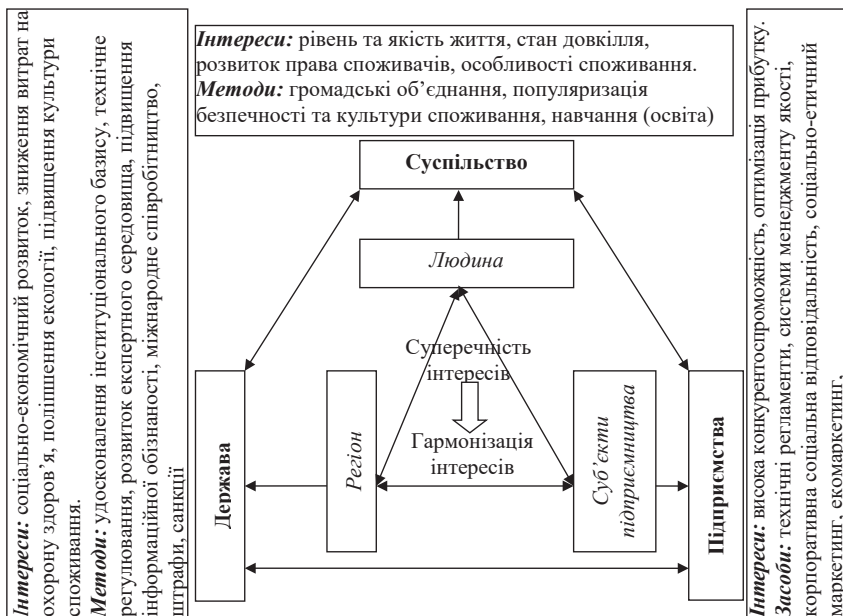 Інтереси: соціально-економічний розвиток, зниження витрат на
охорону здоров’я, поліпшення екології, підвищення культури
споживання.
Методи: удосконалення інституціонального базису, технічне
регулювання, розвиток експертного середовища, підвищення
інформаційної обізнаності, міжнародне співробітництво,
штрафи, санкції
Інтереси: рівень та якість життя, стан довкілля,
розвиток права споживачів, особливості споживання.
Методи: громадські об’єднання, популяризація
безпечності та культури споживання, навчання (освіта)
Суспільство
Людина
Суперечність
інтересів
Гармонізація
інтересів
Держава
Регіон
Суб’єкти
підприємництва
Підприємства
Інтереси: висока конкурентоспроможність, оптимізація прибутку.
Засоби: технічні регламенти, системи менеджменту якості,
корпоративна соціальна відповідальність, соціально-етичний
маркетинг, екомаркетинг,